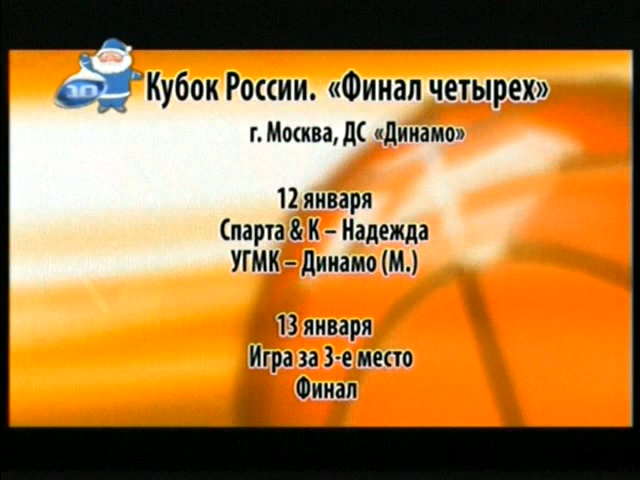 Кубок России. «Финал четырех»
г. Москва, ДС «Динамо»
12 января
Спарта & К – Надежда
УГМК – Динамо (М.)
13 января
Игра за 3-е место
Финал